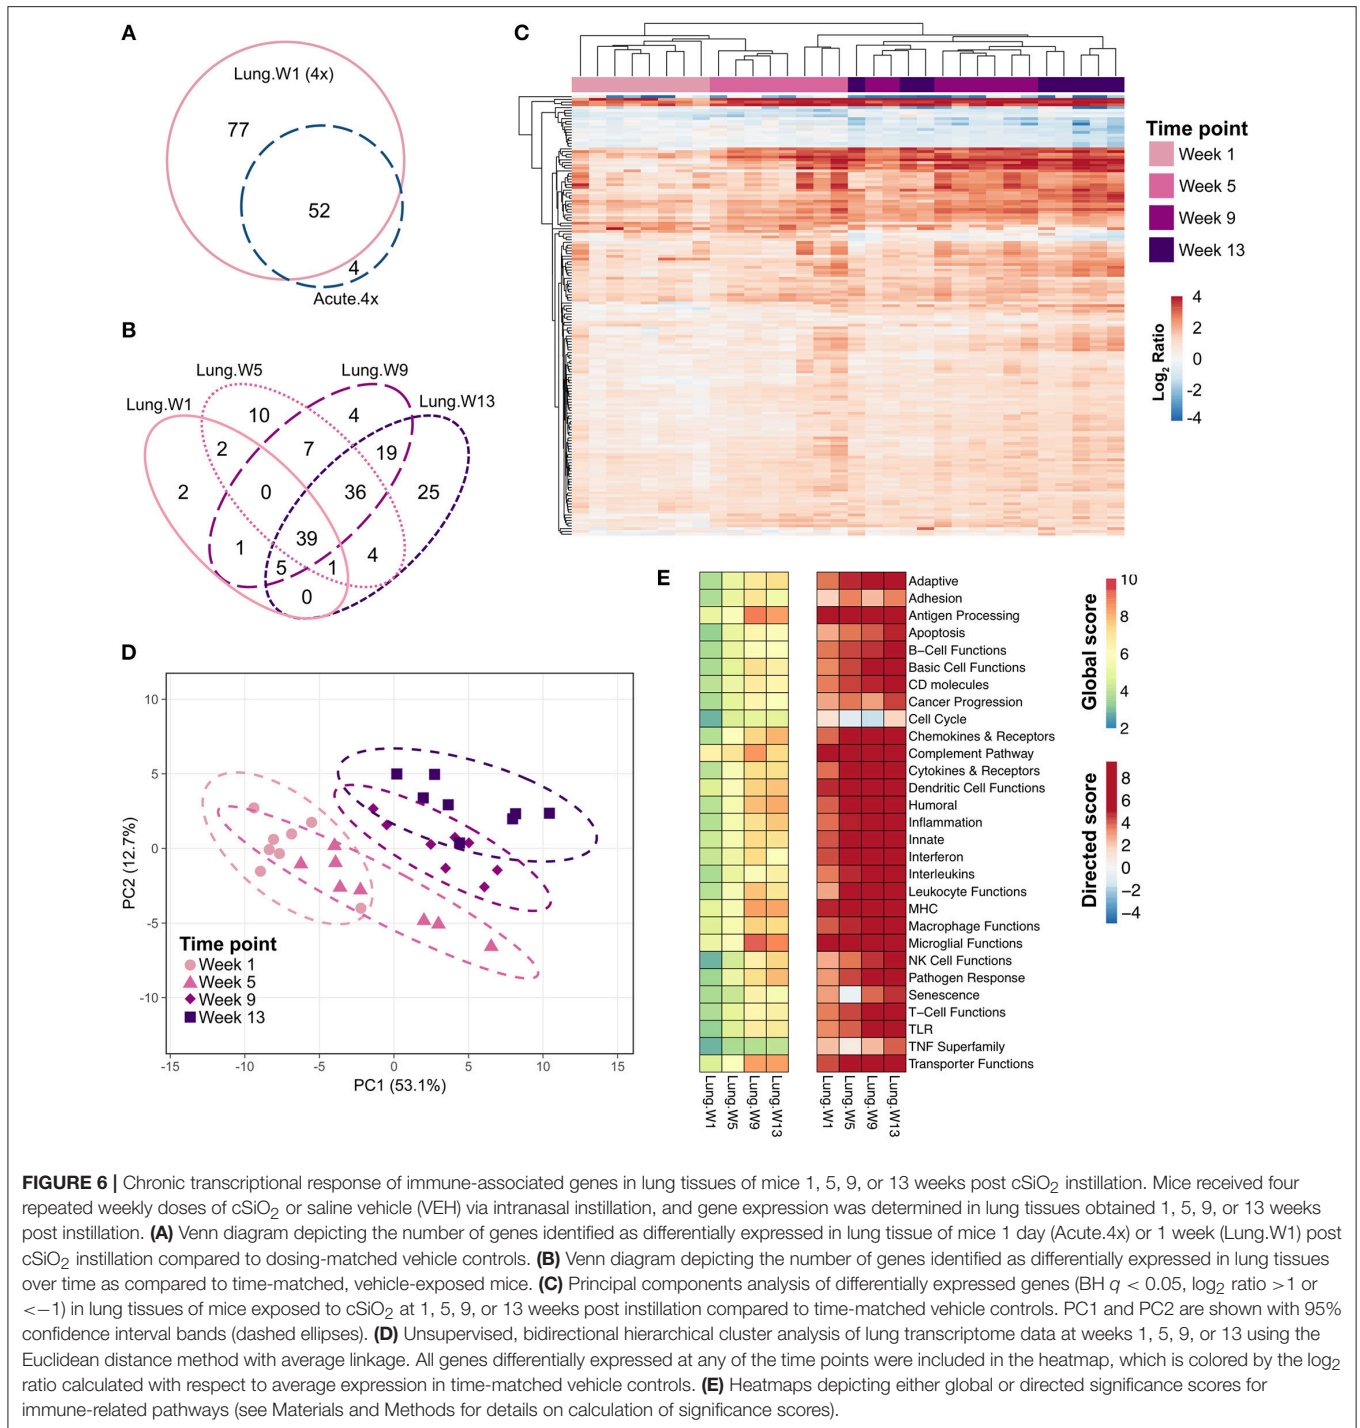 A
Lung.W1 (4x)
77
52
4
Acute.4x
B
Lung.W5
Lung.W9
Lung.W1
Lung.W13
10
4
2
7
19
2
0
36
25
39
1
5
1
4
0
C
Time point
Week 1
Week 5
Week 9
Week 13
Log2 Ratio
4
2
0
-2
-4
D
10
5
0
-5
-10
PC2 (12.7%)
-15
-10
-5
0
5
10
15
PC1 (53.1%)
Time point
Week 1
Week 5
Week 9
Week 13
E
Adaptive
Adhesion
Antigen Processing
Apoptosis
B−Cell Functions
Basic Cell Functions
CD molecules
Cancer Progression
Cell Cycle
Chemokines & Receptors
Complement Pathway
Cytokines & Receptors
Dendritic Cell Functions
Humoral
Inflammation
Innate
Interferon
Interleukins
Leukocyte Functions
MHC
Macrophage Functions
Microglial Functions
NK Cell Functions
Pathogen Response
Senescence
T−Cell Functions
TLR
TNF Superfamily
Transporter Functions
Lung.W1
Lung.W5
Lung.W9
Lung.W13
Lung.W1
Lung.W5
Lung.W9
Lung.W13
Global score
10
8
6
4
2
Directed score
8
6
4
2
0
−2
−4
FIGURE 6 | Chronic transcriptional response of immune-associated genes in lung tissues of mice 1, 5, 9, or 13 weeks post cSiO2 instillation. Mice received four
repeated weekly doses of cSiO2 or saline vehicle (VEH) via intranasal instillation, and gene expression was determined in lung tissues obtained 1, 5, 9, or 13 weeks
post instillation. (A) Venn diagram depicting the number of genes identified as differentially expressed in lung tissue of mice 1 day (Acute.4x) or 1 week (Lung.W1) post
cSiO2 instillation compared to dosing-matched vehicle controls. (B) Venn diagram depicting the number of genes identified as differentially expressed in lung tissues
over time as compared to time-matched, vehicle-exposed mice. (C) Principal components analysis of differentially expressed genes (BH q < 0.05, log2 ratio >1 or
<−1) in lung tissues of mice exposed to cSiO2 at 1, 5, 9, or 13 weeks post instillation compared to time-matched vehicle controls. PC1 and PC2 are shown with 95%
confidence interval bands (dashed ellipses). (D) Unsupervised, bidirectional hierarchical cluster analysis of lung transcriptome data at weeks 1, 5, 9, or 13 using the
Euclidean distance method with average linkage. All genes differentially expressed at any of the time points were included in the heatmap, which is colored by the log2
ratio calculated with respect to average expression in time-matched vehicle controls. (E) Heatmaps depicting either global or directed significance scores for
immune-related pathways (see Materials and Methods for details on calculation of significance scores).